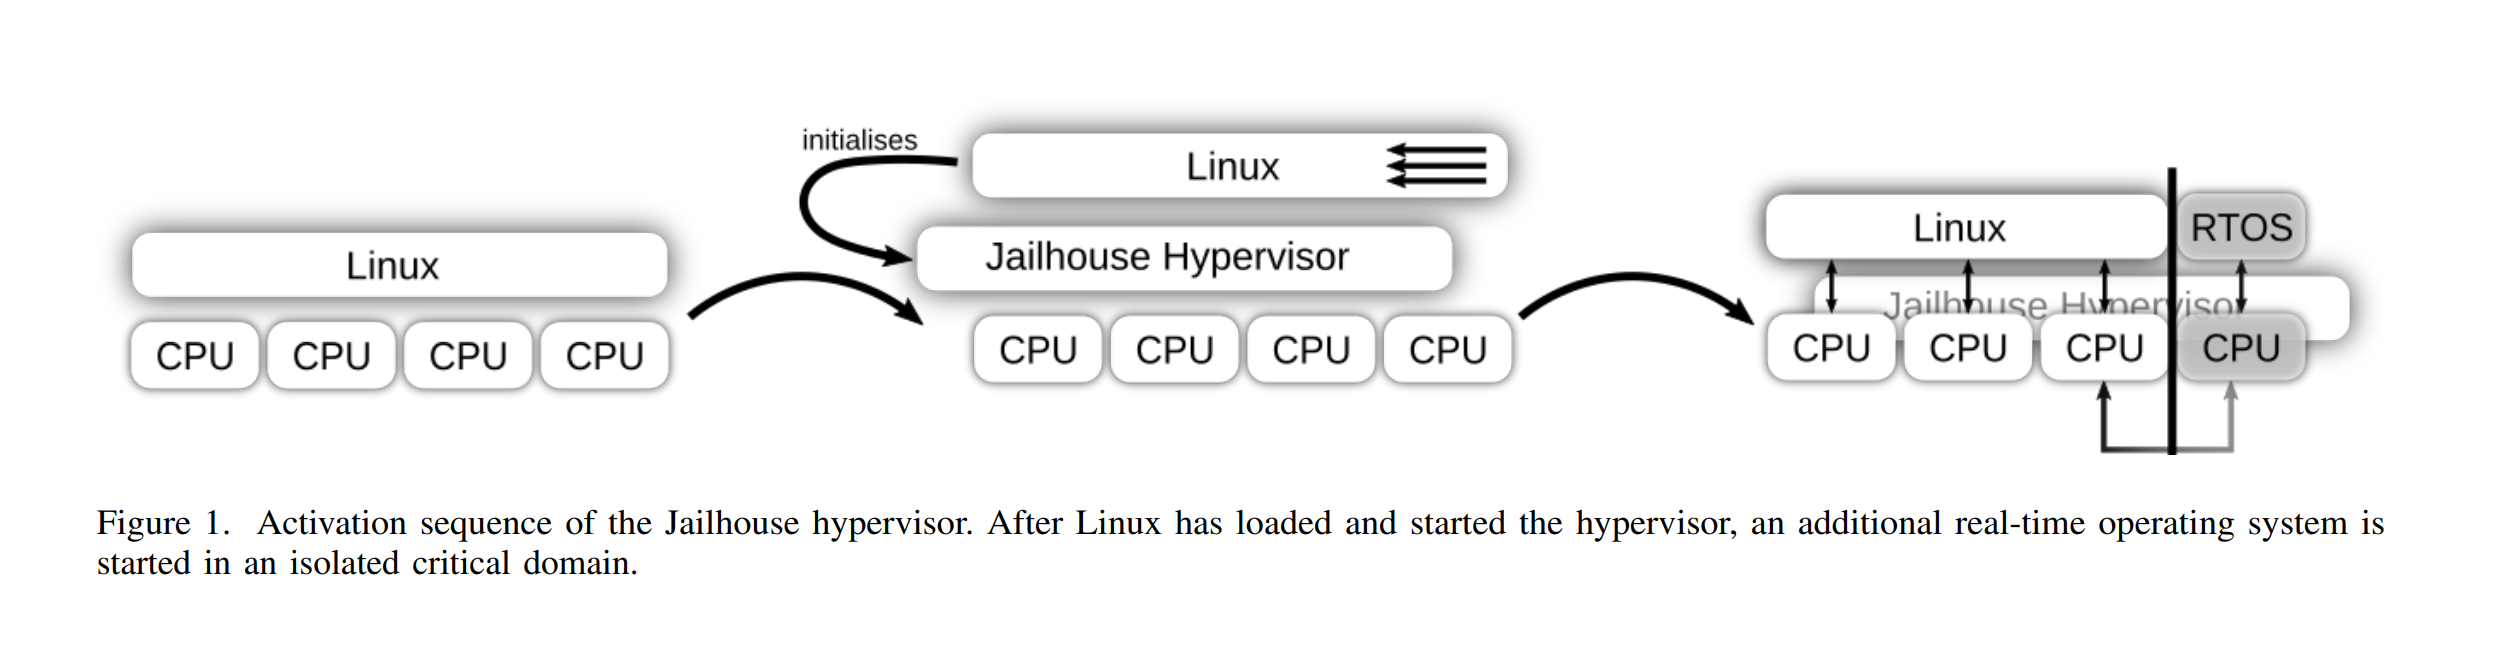 initialises
Linux
CPU CPU CPU CPU
Linux
Jailhouse Hypervisor
CPU CPU CPU CPU
Linux RTOS
Jailhouse Hypervisor
CPU CPU CPU CPU
Figure 1. Activation sequence of the Jailhouse hypervisor. After Linux has loaded and started the hypervisor, an additional real-time operating system is
started in an isolated critical domain.